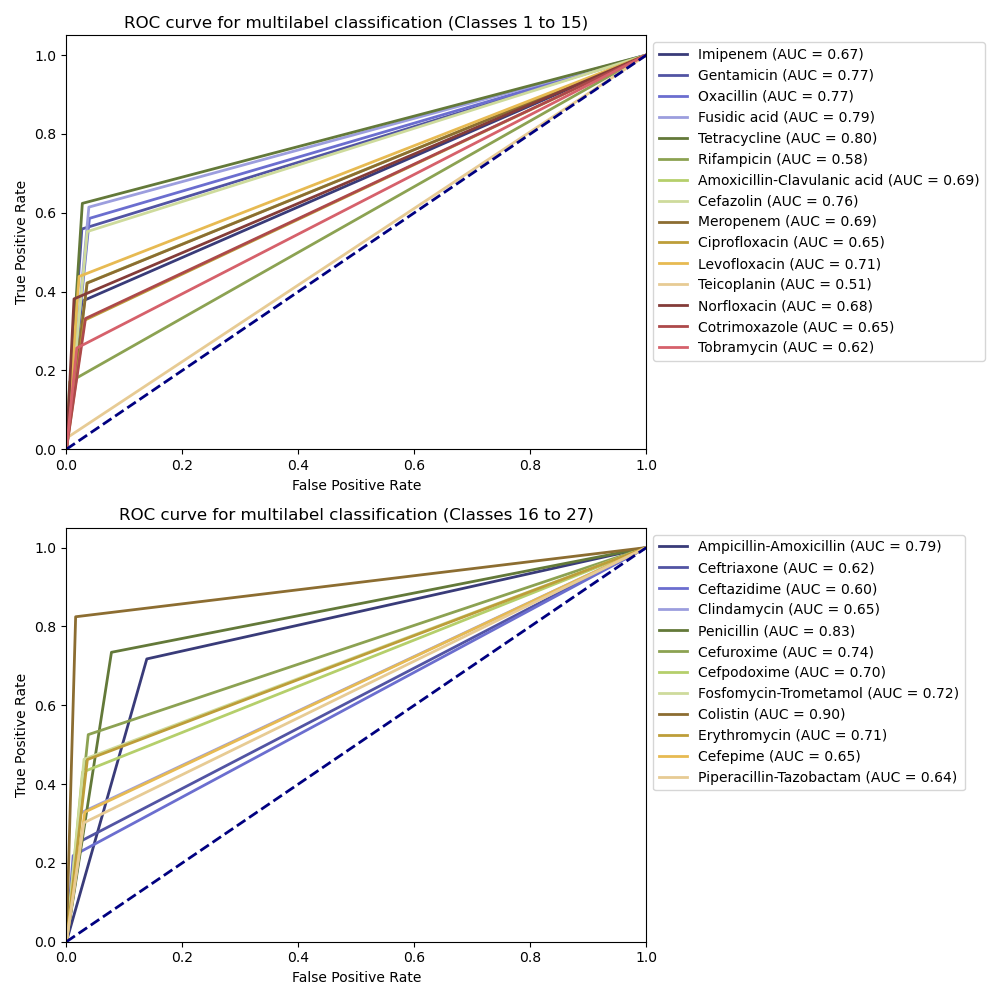 ROC curve for multilabel classification (Classes 1 to 15)
True Positive Rate
1.0
0.8
0.6
0.4
0.2
0.0
0.0 0.2 0.4 0.6 0.8 1.0
False Positive Rate
Imipenem (AUC = 0.67)
Gentamicin (AUC = 0.77)
Oxacillin (AUC = 0.77)
Fusidic acid (AUC = 0.79)
Tetracycline (AUC = 0.80)
Rifampicin (AUC = 0.58)
Amoxicillin-Clavulanic acid (AUC = 0.69)
Cefazolin (AUC = 0.76)
Meropenem (AUC = 0.69)
Ciprofloxacin (AUC = 0.65)
Levofloxacin (AUC = 0.71)
Teicoplanin (AUC = 0.51)
Norfloxacin (AUC = 0.68)
Cotrimoxazole (AUC = 0.65)
Tobramycin (AUC = 0.62)
ROC curve for multilabel classification (Classes 16 to 27)
True Positive Rate
1.0
0.8
0.6
0.4
0.2
0.0
0.0 0.2 0.4 0.6 0.8 1.0
False Positive Rate
Ampicillin-Amoxicillin (AUC = 0.79)
Ceftriaxone (AUC = 0.62)
Ceftazidime (AUC = 0.60)
Clindamycin (AUC = 0.65)
Penicillin (AUC = 0.83)
Cefuroxime (AUC = 0.74)
Cefpodoxime (AUC = 0.70)
Fosfomycin-Trometamol (AUC = 0.72)
Colistin (AUC = 0.90)
Erythromycin (AUC = 0.71)
Cefepime (AUC = 0.65)
Piperacillin-Tazobactam (AUC = 0.64)